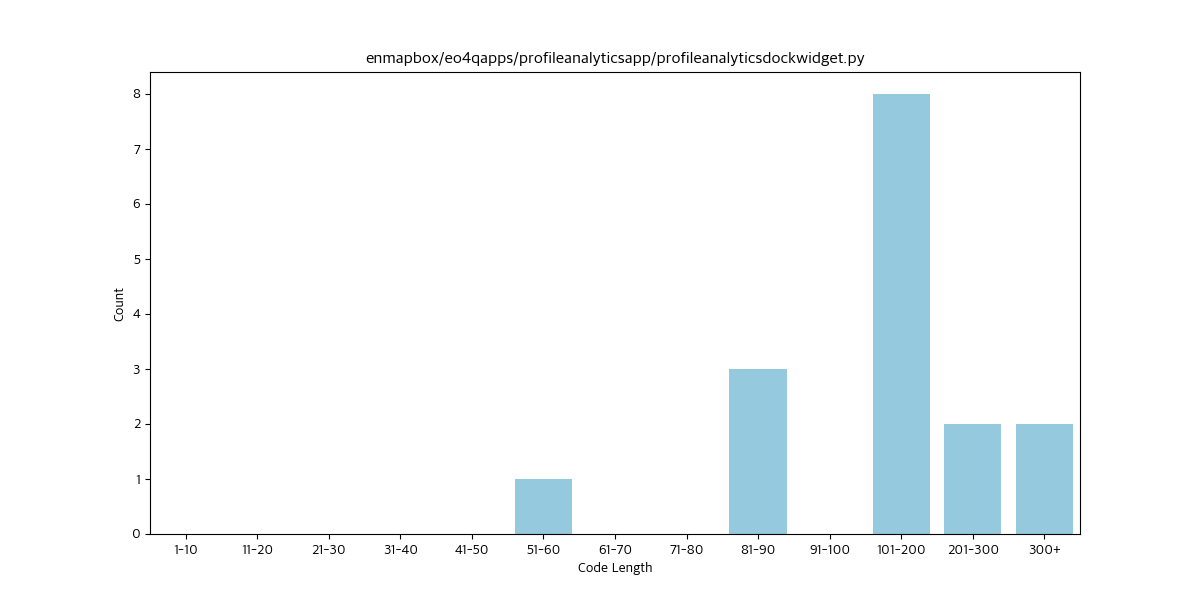 enmapbox/eo4qapps/profileanalyticsapp/profileanalyticsdockwidget.py
8
7
6
5
4
3
2
1
0
Count
1-10 11-20 21-30 31-40 41-50 51-60 61-70 71-80 81-90 91-100 101-200 201-300 300+
Code Length